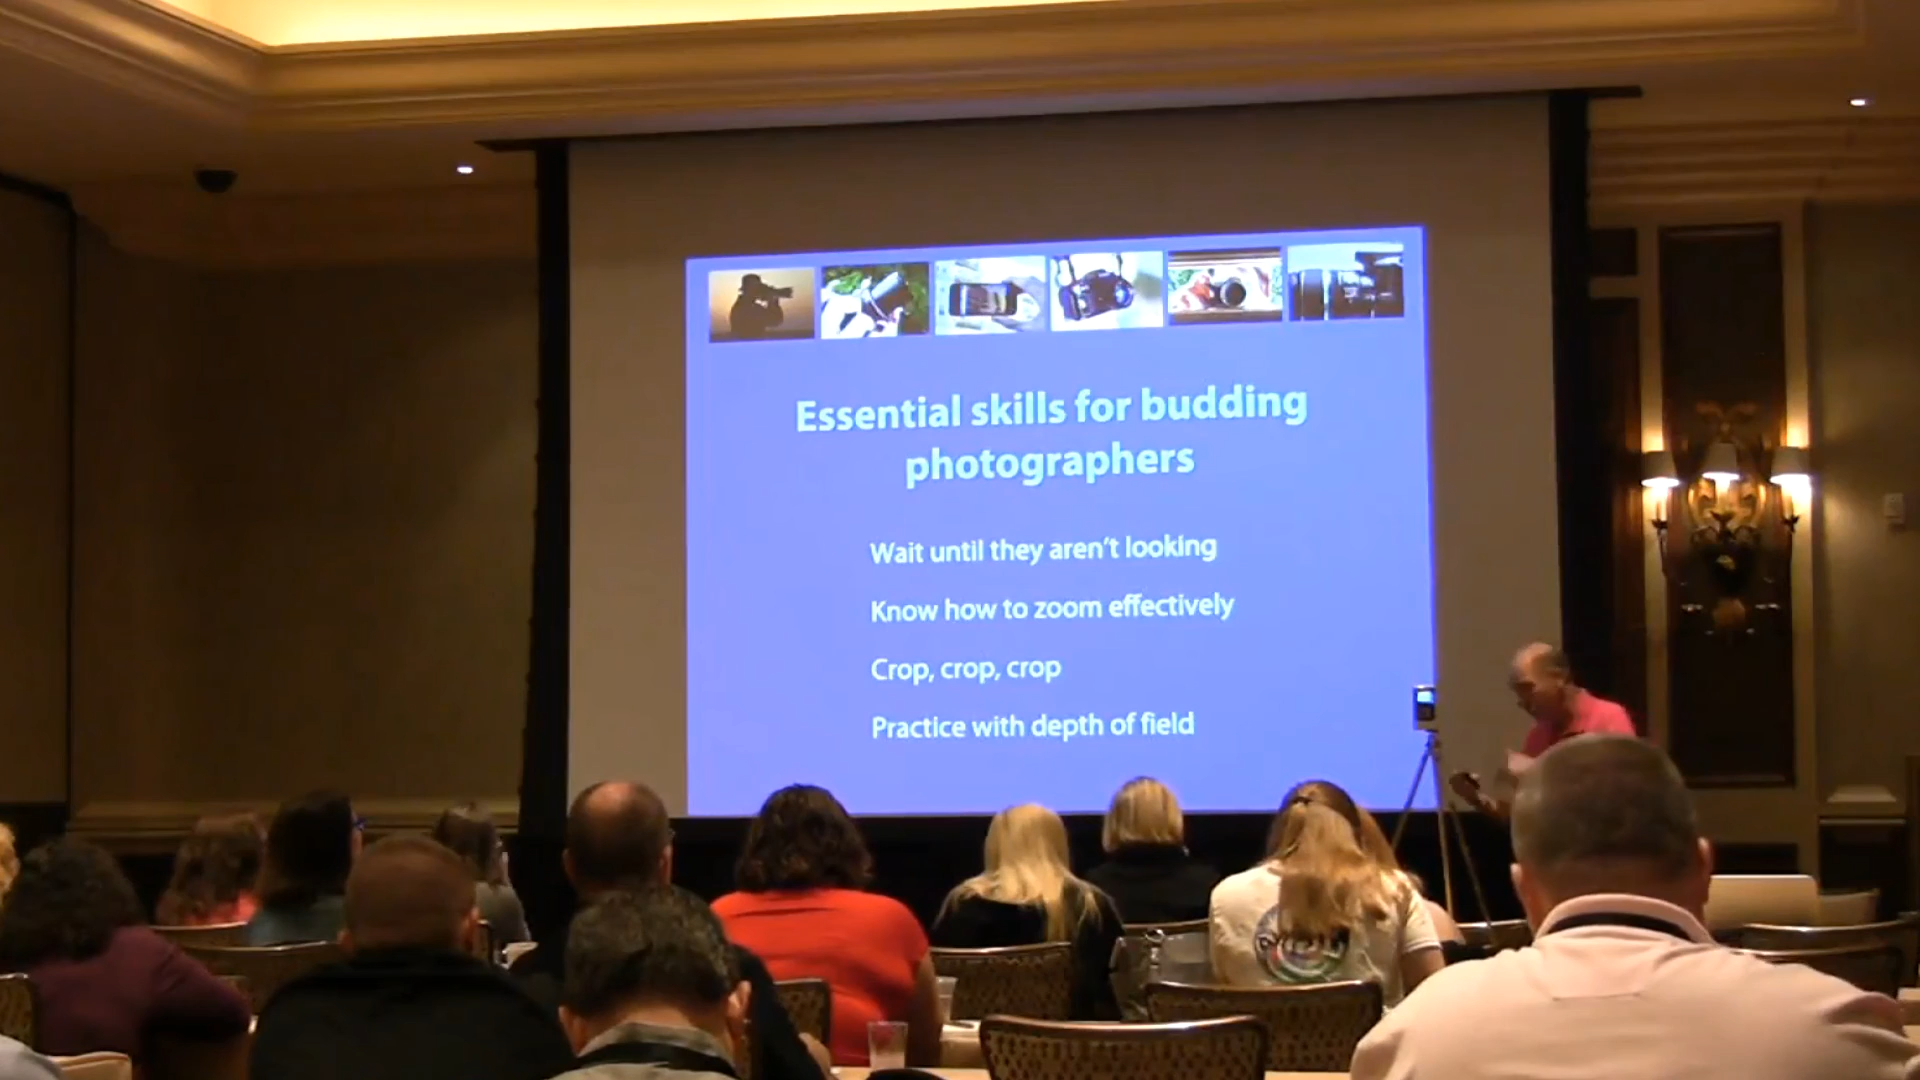 Essential skills for budding
photographers
Wait until they aren't looking
Know how to zoom effectively
Crop, crop, crop
Practice with depth of field